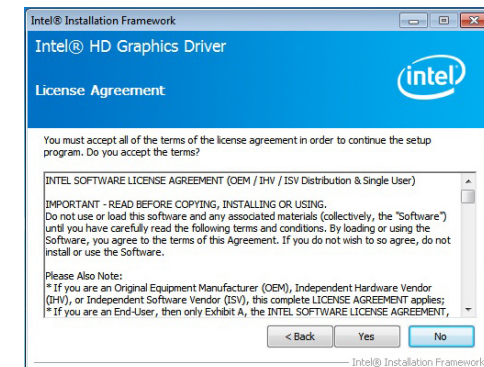 Intel® Installation Framework
Intel® HD Graphics Driver
License Agreement
intel
You must accept all of the terms of the license agreement in order to continue the setup
program. Do you accept the terms?
INTEL SOFTWARE LICENSE AGREEMENT (OEM / IHV / ISV Distribution & Single User)
IMPORTANT - READ BEFORE COPYING, INSTALLING OR USING.
Do not use or load this software and any associated materials (collectively, the "Software")
until you have carefully read the following terms and conditions. By loading or using the
Software, you agree to the terms of this Agreement. If you do not wish to so agree, do not
install or use the Software.
Please Also Note:
* If you are an Original Equipment Manufacturer (OEM), Independent Hardware Vendor
(IHV), or Independent Software Vendor (ISV), this complete LICENSE AGREEMENT applies;
* If you are an End-User, then only Exhibit A, the INTEL SOFTWARE LICENSE AGREEMENT,
< Back Yes No
Intel® Installation Framework